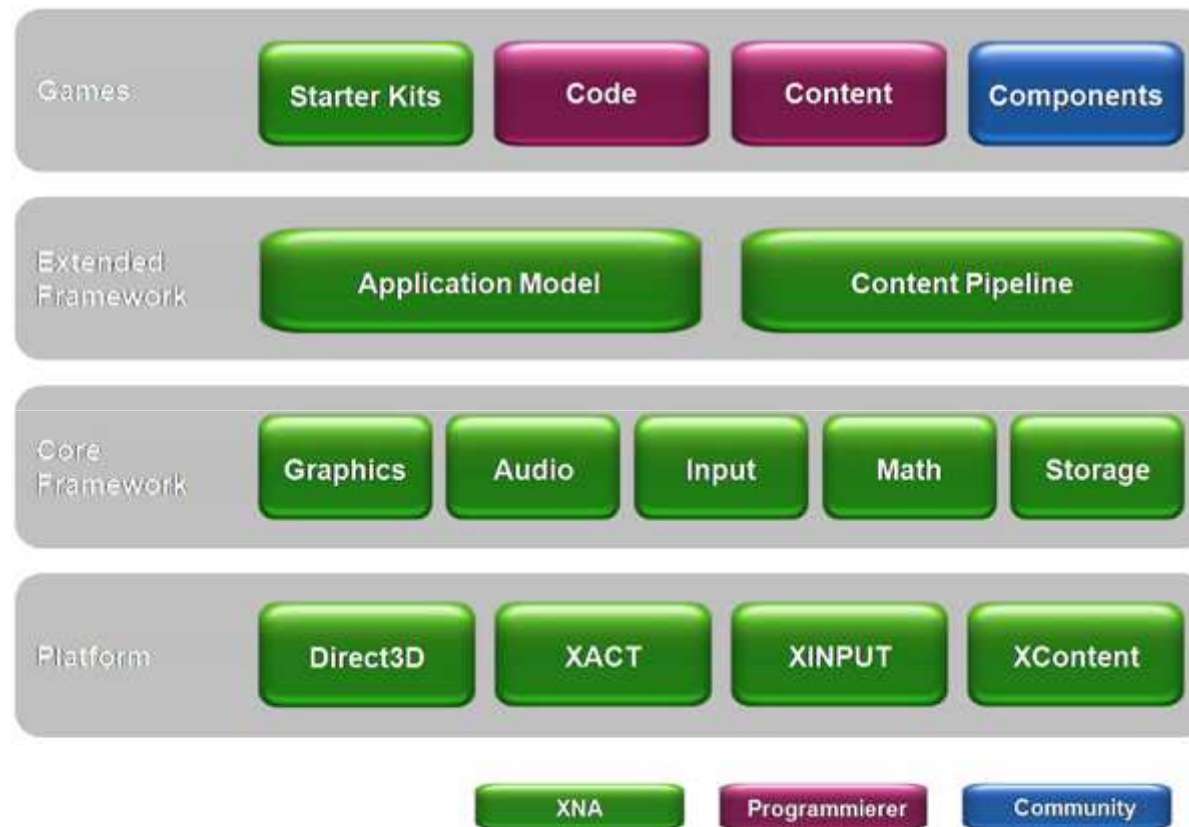 Games
Starter Kits
Code
Content
Components
Extended
Framework
Application Model
Content Pipeline
Core
Framework
Graphics
Audio
Input
Math
Storage
Platform
Direct3D
XACT
XINPUT
XContent
XNA
Programmierer
Community